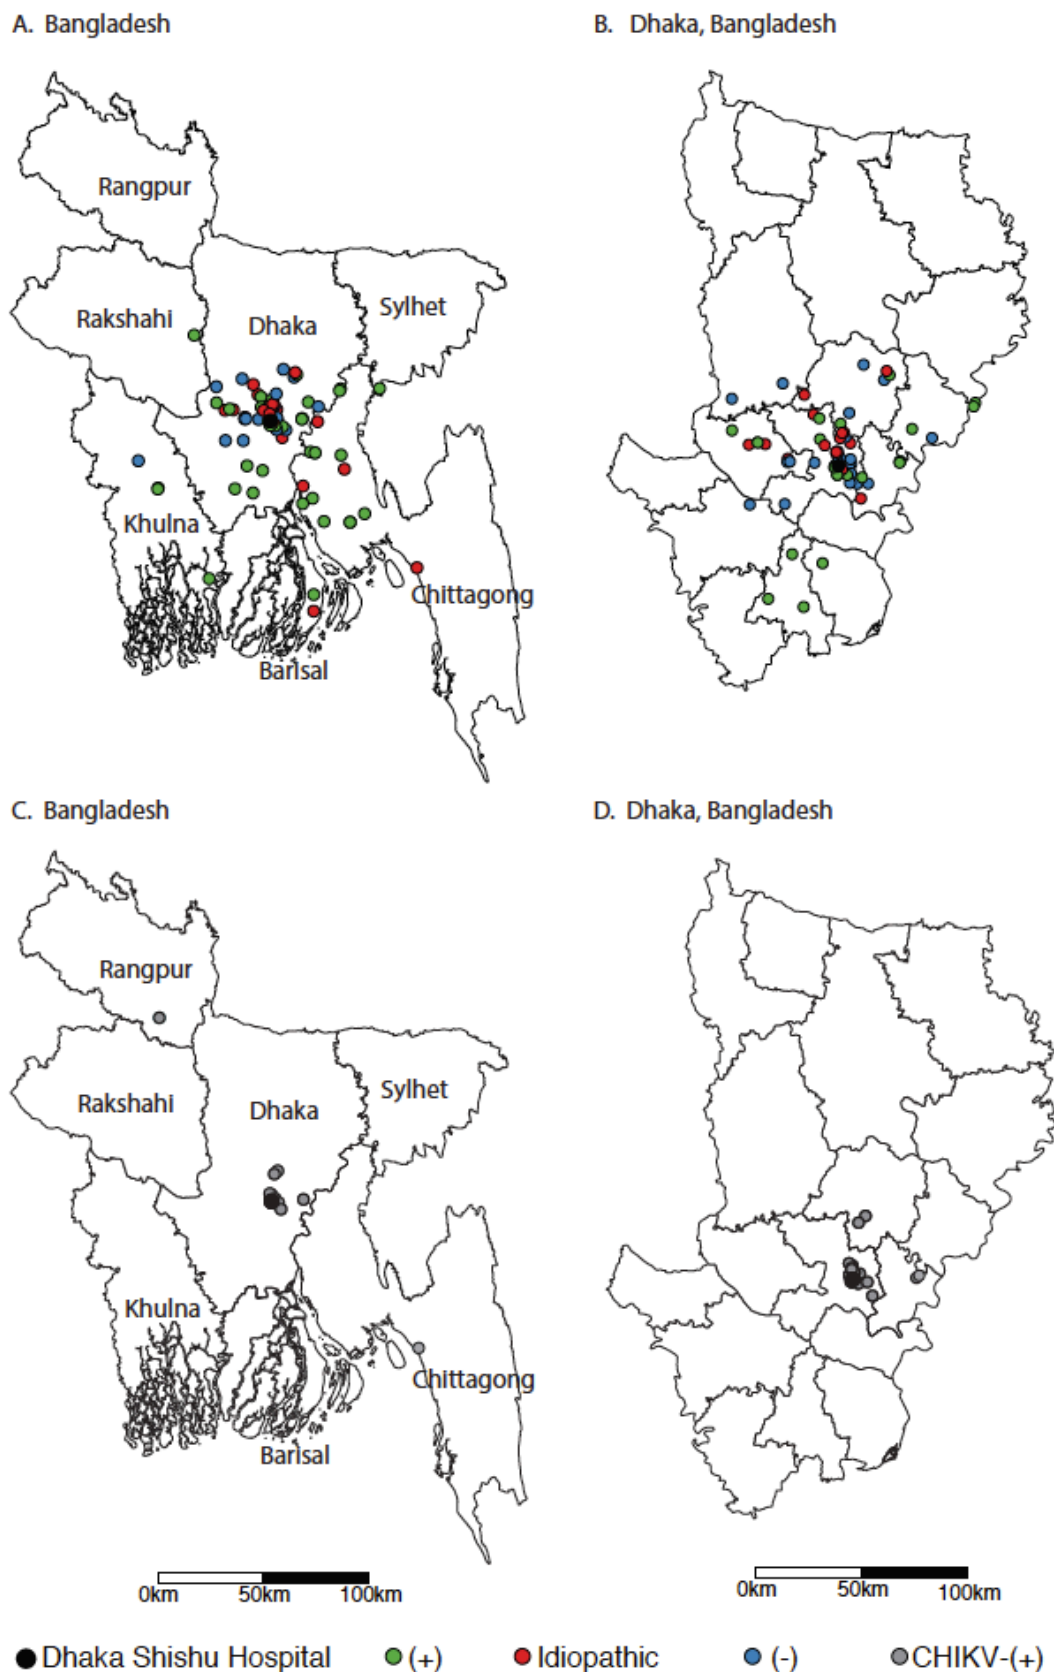 A. Bangladesh
B. Dhaka, Bangladesh
Rangpur
Rakshahi
Dhaka
Sylhet
Khulna
Chittagong
Barisal
C. Bangladesh
D. Dhaka, Bangladesh
Rangpur
Rakshahi
Dhaka
Sylhet
Khulna
Chittagong
Barisal
0km 50km 100km
0km 50km 100km
Dhaka Shishu Hospital (+) Idiopathic (-) CHIKV-(+)